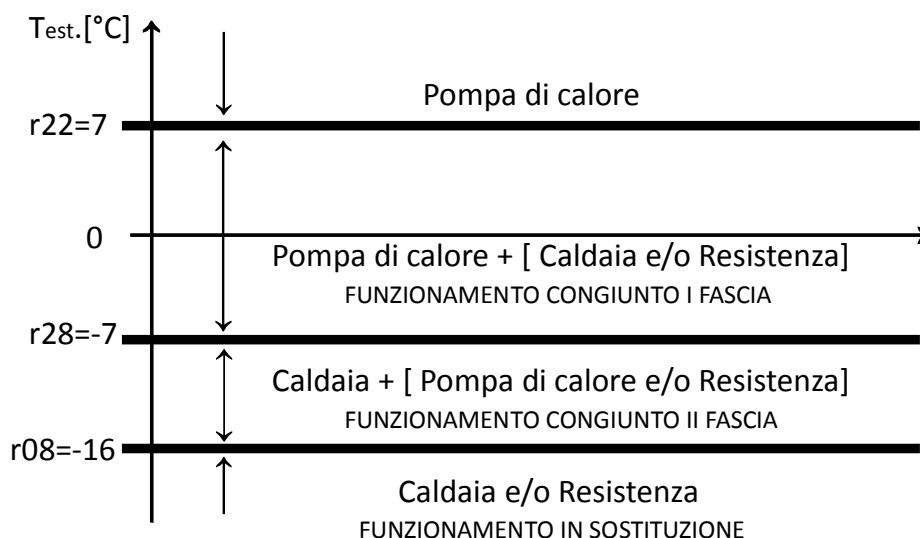 Test.[°C]
Pompa di calore
r22=7
0
Pompa di calore + [ Caldaia e/o Resistenza]
FUNZIONAMENTO CONGIUNTO I FASCIA
r28=-7
Caldaia + [ Pompa di calore e/o Resistenza]
FUNZIONAMENTO CONGIUNTO II FASCIA
r08=-16
Caldaia e/o Resistenza
FUNZIONAMENTO IN SOSTITUZIONE